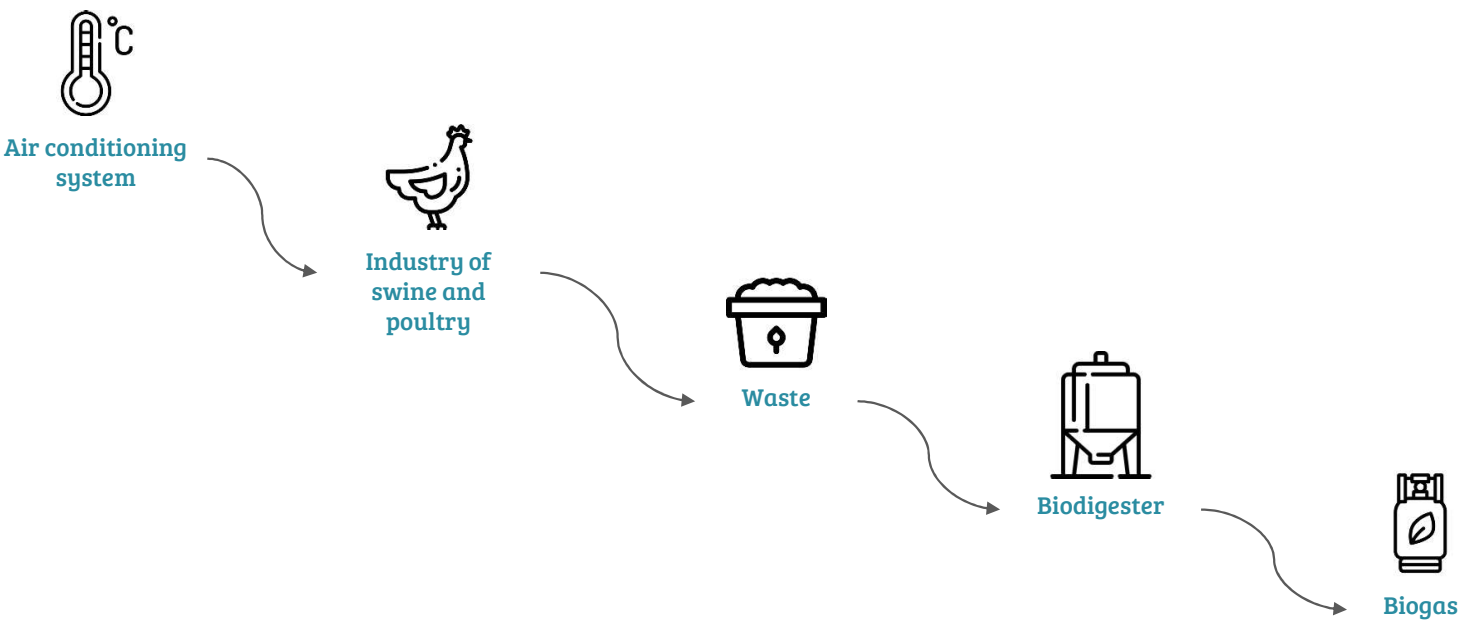 °C
Air conditioning
system
Industry of
swine and
poultry
Waste
Biodigester
Biogas